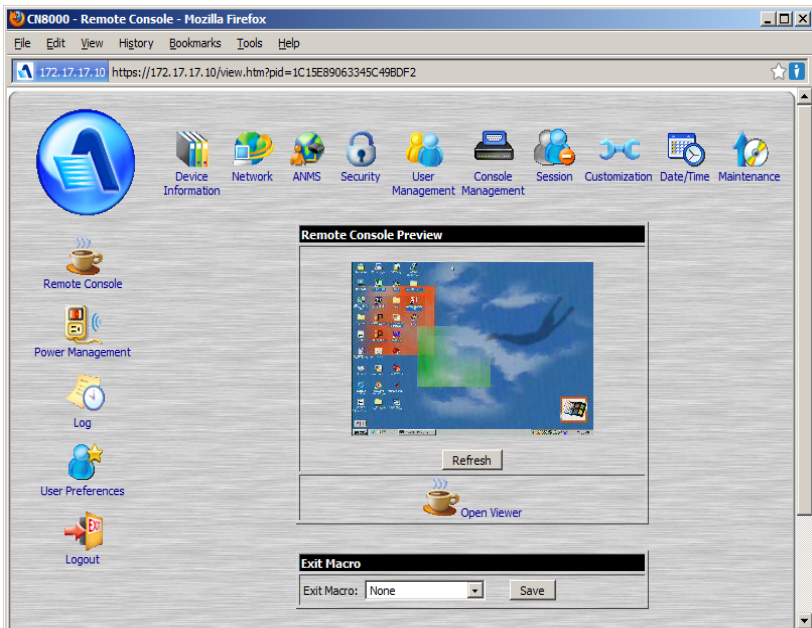 CN8000 - Remote Console - Mozilla Firefox
File Edit View History Bookmarks Tools Help
172.17.17.10 https://172.17.17.10/view.htm?pid=1C15E89063345C49BDF2
Device Information
Network
ANMS
Security
User Management
Console Management
Session
Customization
Date/Time
Maintenance
Remote Console
Power Management
Log
User Preferences
EXIT
Logout
Remote Console Preview
Refresh
Open Viewer
Exit Macro
Exit Macro: None Save